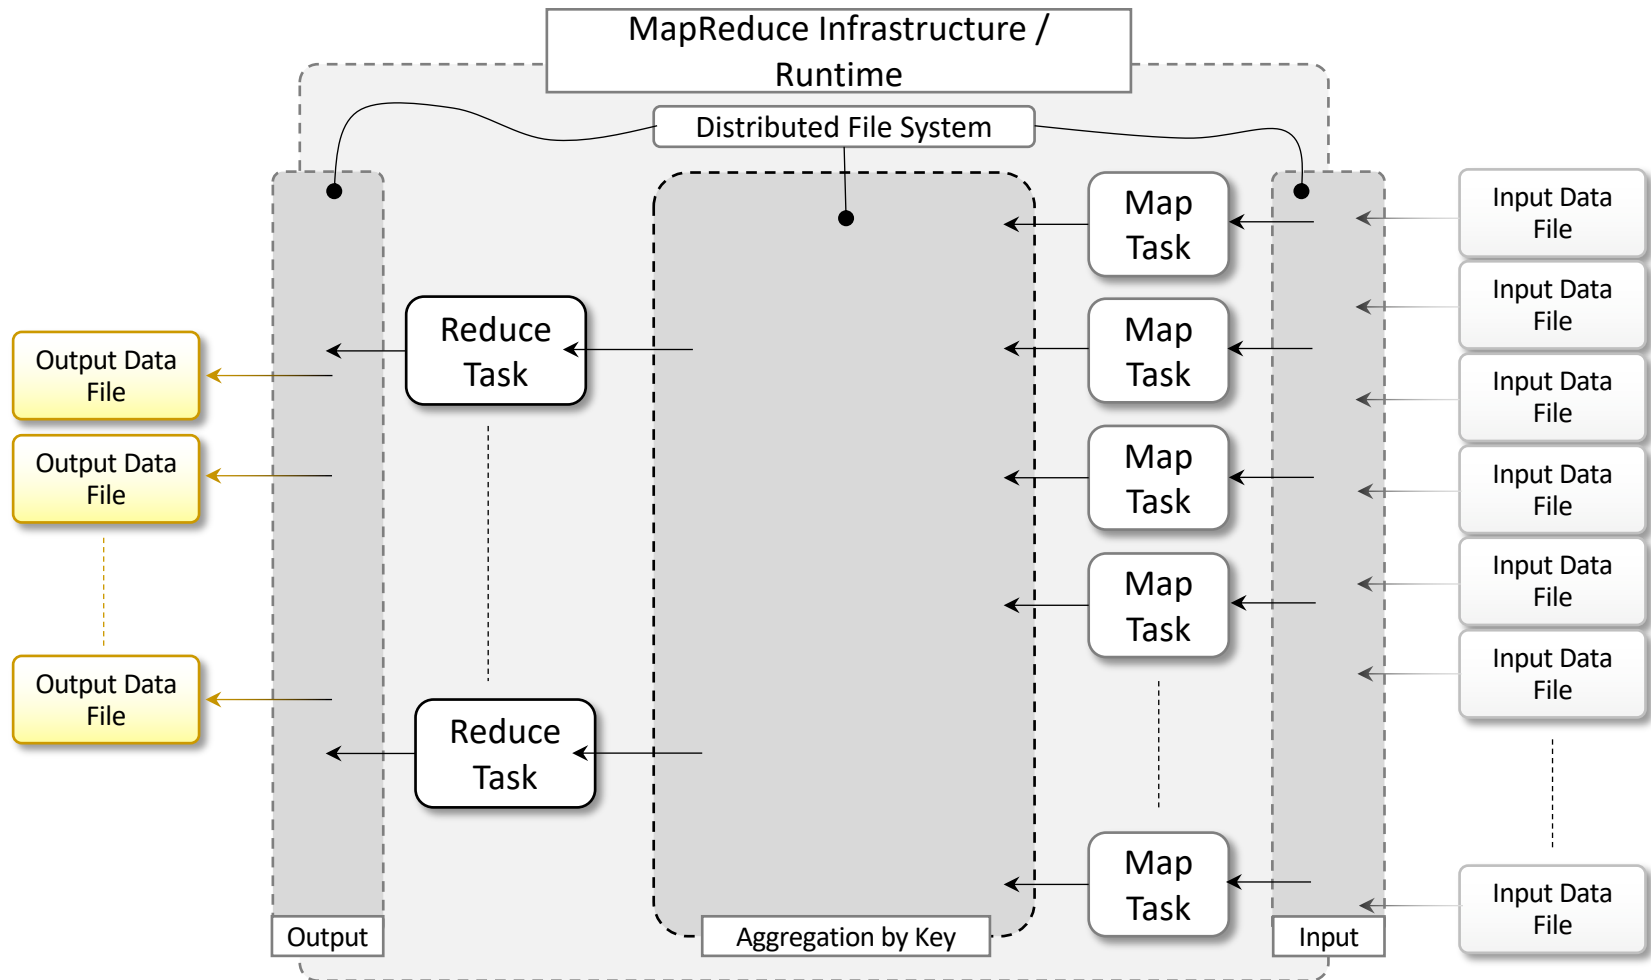 MapReduce Infrastructure /
Runtime
Distributed File System
Map
Task
Map
Task
Map
Task
Map
Task
Map
Task
Reduce
Task
Reduce
Task
Output Data
File
Output Data
File
Output Data
File
Input Data
File
Input Data
File
Input Data
File
Input Data
File
Input Data
File
Input Data
File
Input Data
File
Output
Aggregation by Key
Input